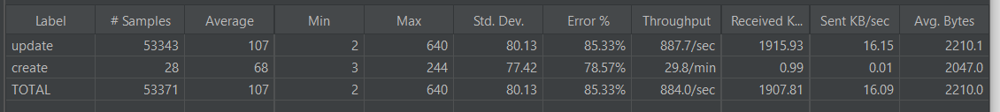 Label # Samples Average Min Max Std. Dev. Error % Throughput Received K... Sent KB/sec Avg. Bytes
update 53343 107 2 640 80.13 85.33% 887.7/sec 1915.93 16.15 2210.1
create 28 68 3 244 77.42 78.57% 29.8/min 0.99 0.01 2047.0
TOTAL 53371 107 2 640 80.13 85.33% 884.0/sec 1907.81 16.09 2210.0